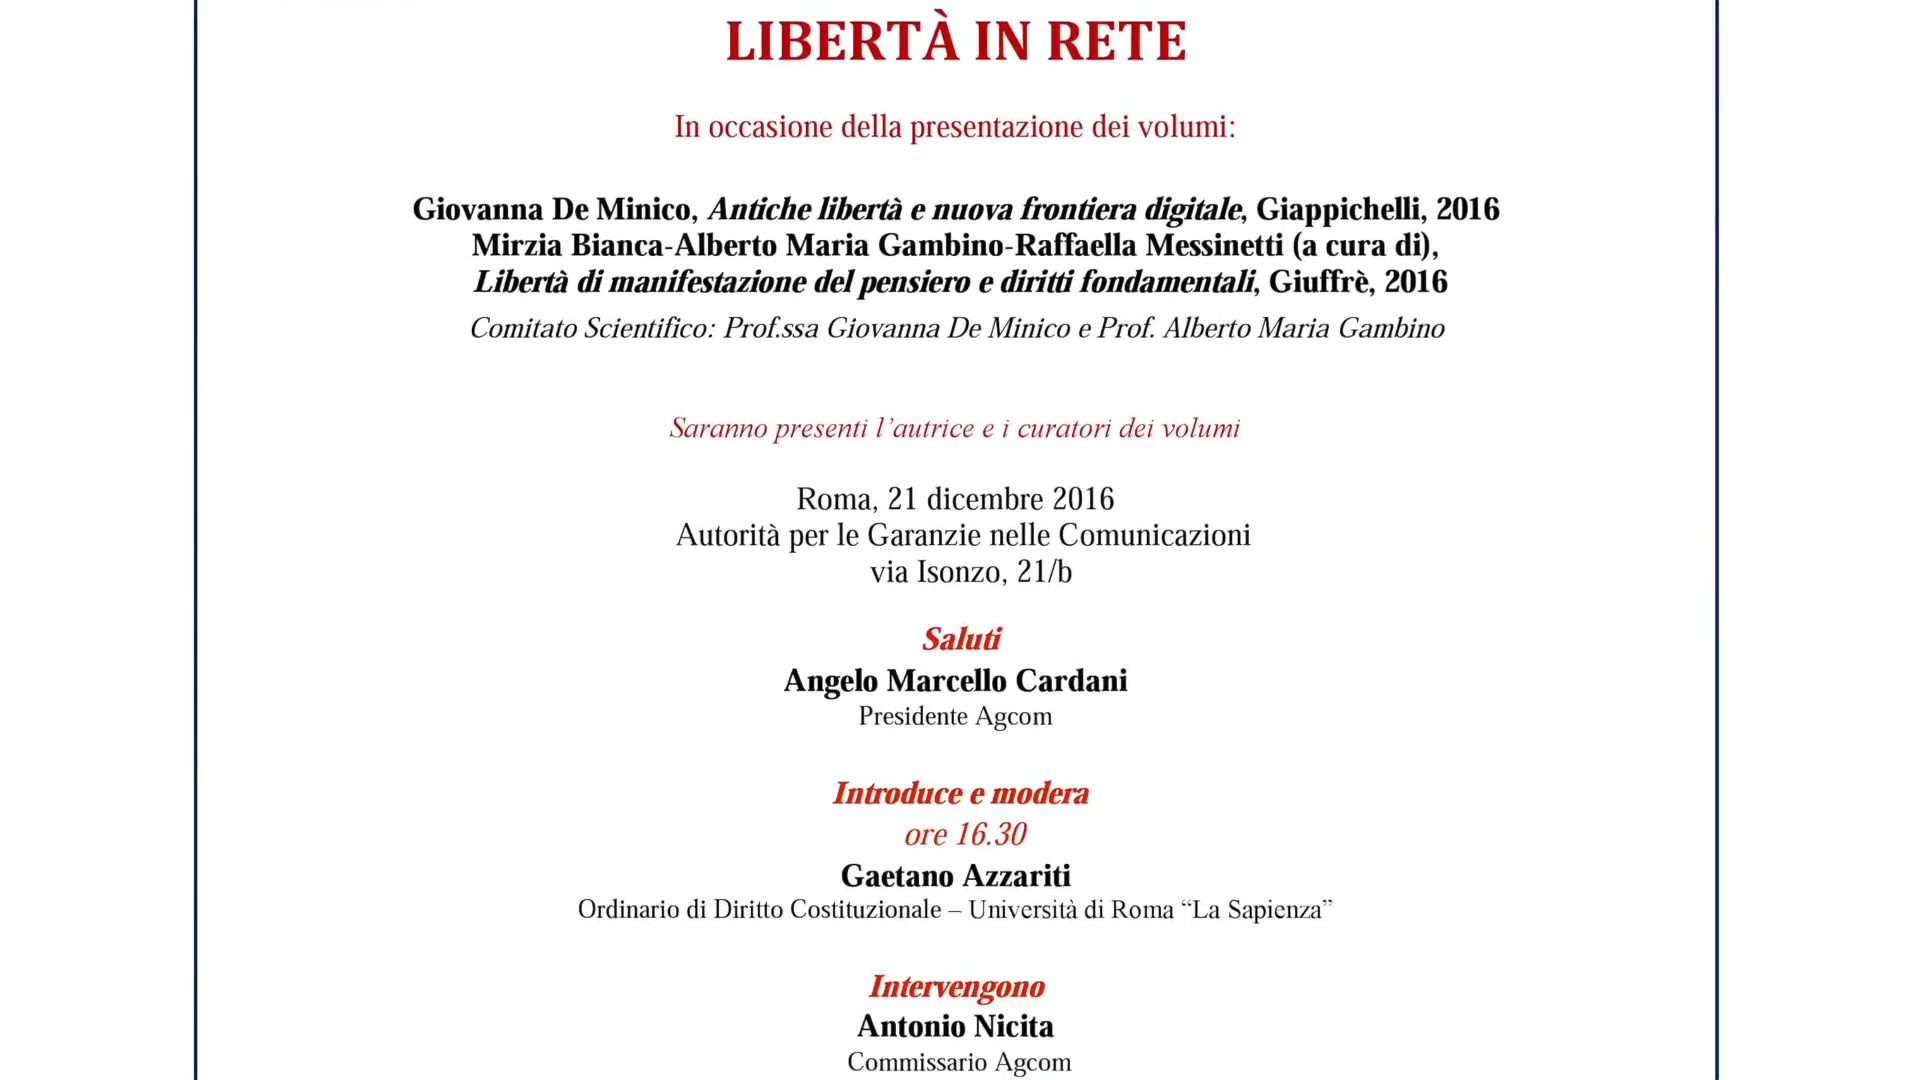 LIBERTÀ IN RETE
In occasione della presentazione dei volumi:
Giovanna De Minico, Antiche libertà e nuova frontiera digitale, Giappichelli, 2016
Mirzia Bianca-Alberto Maria Gambino-Raffaella Messinetti (a cura di),
Libertà di manifestazione del pensiero e diritti fondamentali, Giuffrè, 2016
Comitato Scientifico: Prof.ssa Giovanna De Minico e Prof. Alberto Maria Gambino
Saranno presenti l’autrice e i curatori dei volumi
Roma, 21 dicembre 2016
Autorità per le Garanzie nelle Comunicazioni
via Isonzo, 21/b
Saluti
Angelo Marcello Cardani
Presidente Agcom
Introduce e modera
ore 16.30
Gaetano Azzariti
Ordinario di Diritto Costituzionale – Università di Roma “La Sapienza”
Intervengono
Antonio Nicita
Commissario Agcom